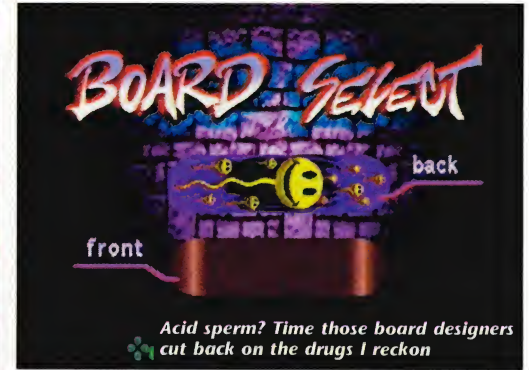 BOARD SELECT
back
front
Acid sperm? Time those board designers
cut back on the drugs I reckon